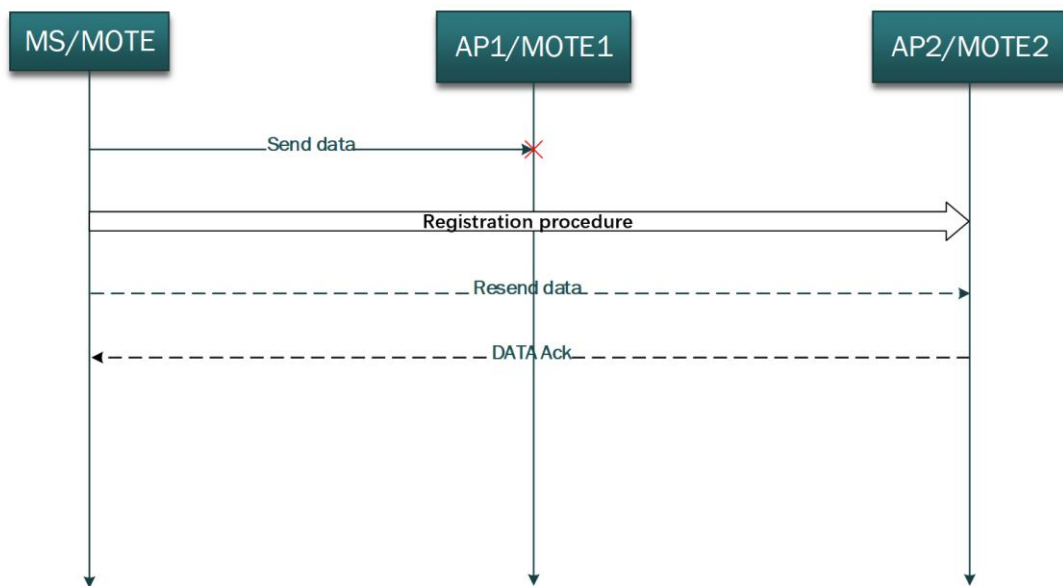 MS/MOTE
AP1/MOTE1
AP2/MOTE2
Send data
Registration procedure
Resend data
DATA Ack